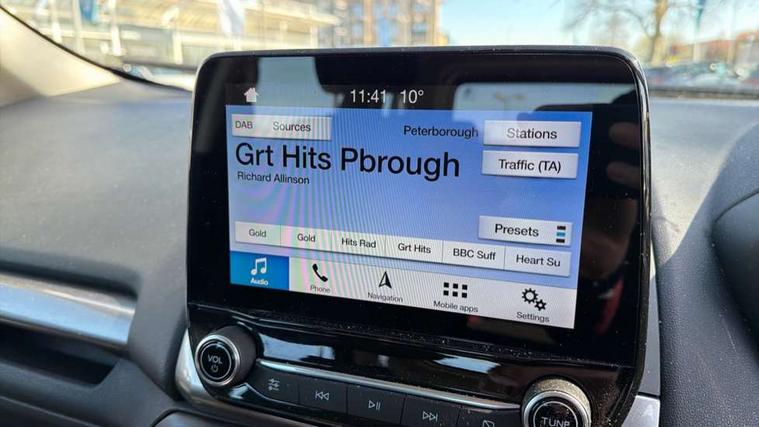 11:41 10°
DAB Sources
Peterborough Stations
Grt Hits Pbrough
Traffic (TA)
Richard Allinson
Presets
Gold Gold Hits Rad Grt Hits BBC Suff Heart Su
Audio Phone Navigation Mobile apps Settings
VOL
TUNE